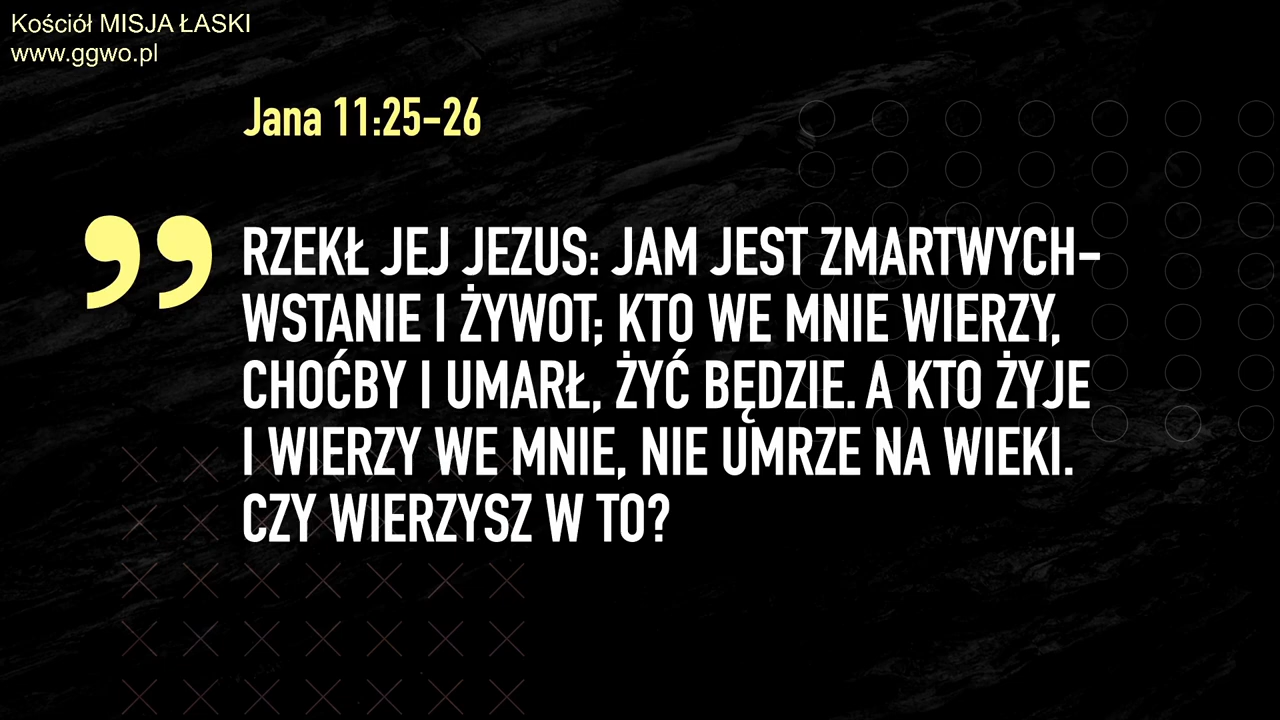 Kościół MISJA ŁASKI
www.ggwo.pl
Jana 11:25-26
” RZEKŁ JEJ JEZUS: JAM JEST ZMARTWYCH-
WSTANIE I ŻYWOT; KTO WE MNIE WIERZY,
CHOĆBY I UMARŁ, ŻYĆ BĘDZIE. A KTO ŻYJE
I WIERZY WE MNIE, NIE UMRZE NA WIEKI.
CZY WIERZYSZ W TO?